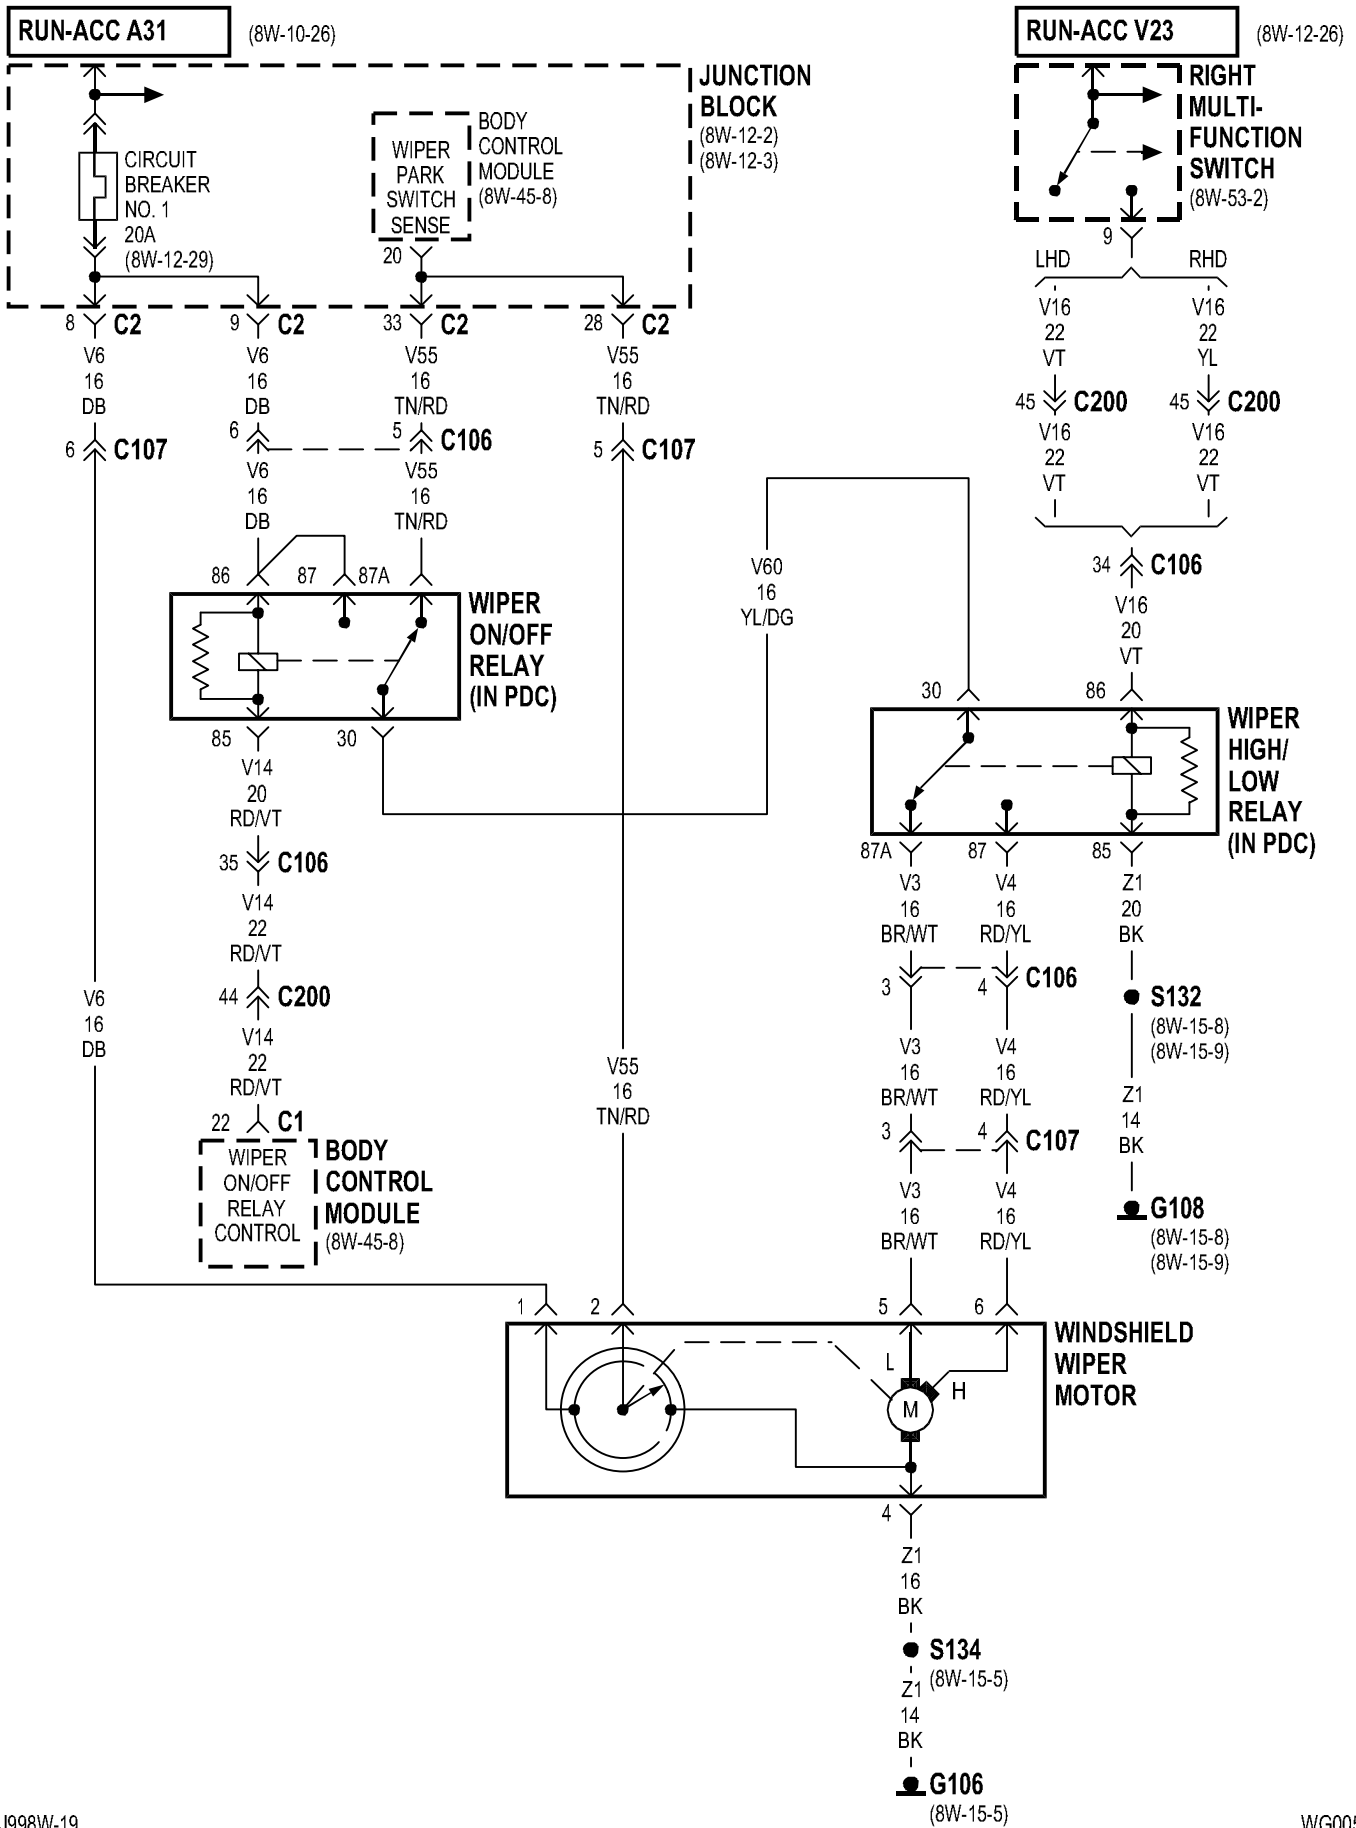 RUN-ACC A31
(8W-10-26)
RUN-ACC V23
(8W-12-26)
JUNCTION
BLOCK
(8W-12-2)
(8W-12-3)
CIRCUIT
BREAKER
NO. 1
20A
(8W-12-29)
WIPER
PARK
SWITCH
SENSE
BODY
CONTROL
MODULE
(8W-45-8)
20
RIGHT
MULTI-
FUNCTION
SWITCH
(8W-53-2)
9
LHD
RHD
8 C2
9 C2
33 C2
28 C2
V6
16
DB
V6
16
DB
V55
16
TN/RD
V55
16
TN/RD
V16
22
VT
V16
22
YL
45 C200
45 C200
V16
22
VT
V16
22
VT
6 C107
6
5 C106
5 C107
V6
16
DB
V55
16
TN/RD
34 C106
V16
20
VT
86
87
87A
WIPER
ON/OFF
RELAY
(IN PDC)
V60
16
YL/DG
85
30
30
86
WIPER
HIGH/
LOW
RELAY
(IN PDC)
87A
87
85
V14
20
RD/VT
35 C106
V14
22
RD/VT
44 C200
V14
22
RD/VT
22 C1
WIPER
ON/OFF
RELAY
CONTROL
BODY
CONTROL
MODULE
(8W-45-8)
V6
16
DB
V55
16
TN/RD
V3
16
BR/WT
V4
16
RD/YL
Z1
20
BK
3
4 C106
S132
(8W-15-8)
(8W-15-9)
V3
16
BR/WT
V4
16
RD/YL
Z1
14
BK
3
4 C107
V3
16
BR/WT
V4
16
RD/YL
G108
(8W-15-8)
(8W-15-9)
1
2
5
6
WINDSHIELD
WIPER
MOTOR
L
H
M
4
Z1
16
BK
S134
(8W-15-5)
Z1
14
BK
G106
(8W-15-5)
J998W-19
WG005